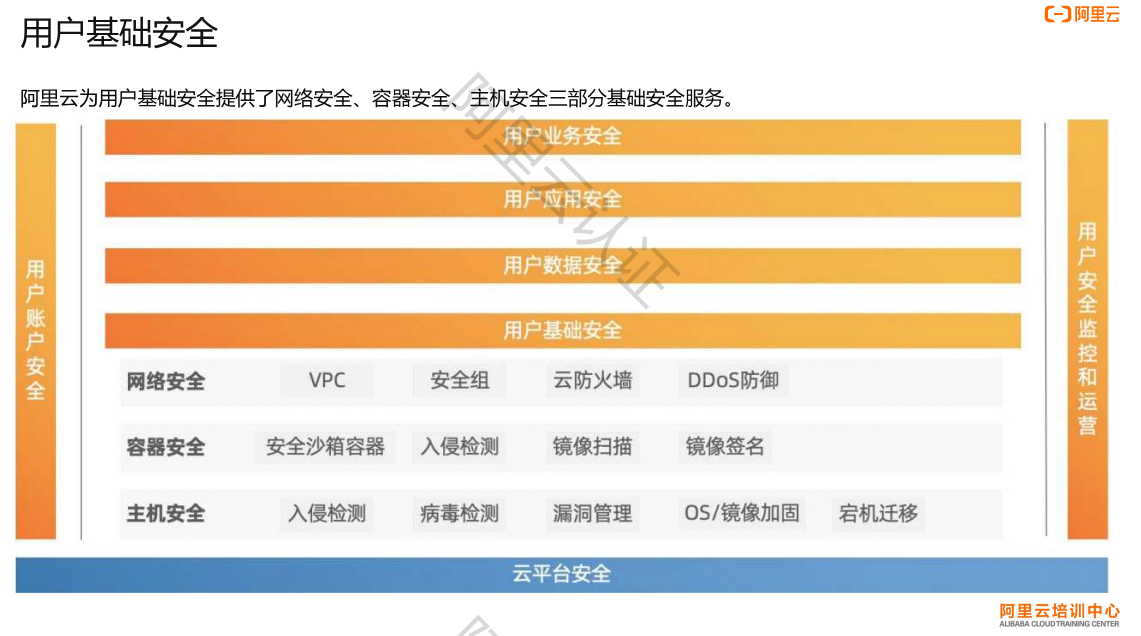 用户基础安全
阿里云
阿里云为用户基础安全提供了网络安全、容器安全、主机安全三部分基础安全服务。
用户账户安全
用户业务安全
用户应用安全
用户数据安全
用户基础安全
网络安全 VPC 安全组 云防火墙 DDoS防御
容器安全 安全沙箱容器 入侵检测 镜像扫描 镜像签名
主机安全 入侵检测 病毒检测 漏洞管理 OS/镜像加固 宕机迁移
用户安全监控和运营
云平台安全
阿里云认证
阿里云培训中心
ALIBABA CLOUD TRAINING CENTER